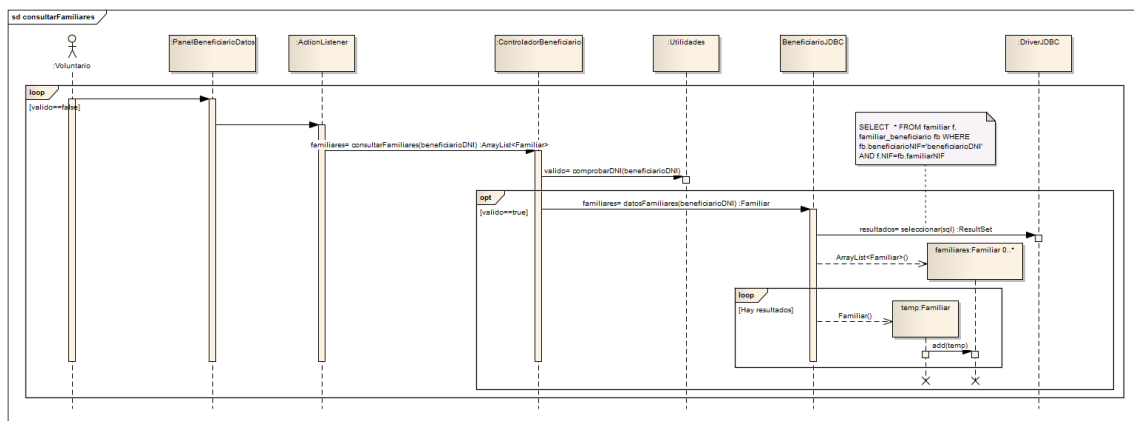 sd consultarFamiliares
:Voluntario
:PanelBeneficiarioDatos
:ActionListener
:ControladorBeneficiario
:Utilidades
BeneficiarioJDBC
:DriverJDBC
loop
[valido==false]
familiares= consultarFamiliares(beneficiarioDNI) :ArrayList<Familiar>
SELECT * FROM familiar f,
familiar_beneficiario fb WHERE
fb.beneficiarioNIF='beneficiarioDNI'
AND f.NIF=fb.familiarNIF
valido= comprobarDNI(beneficiarioDNI)
opt
[valido==true]
familiares= datosFamiliares(beneficiarioDNI) :Familiar
resultados= seleccionar(sql) :ResultSet
ArrayList<Familiar>()
familiares:Familiar 0..*
loop
[Hay resultados]
Familiar()
temp:Familiar
add(temp)